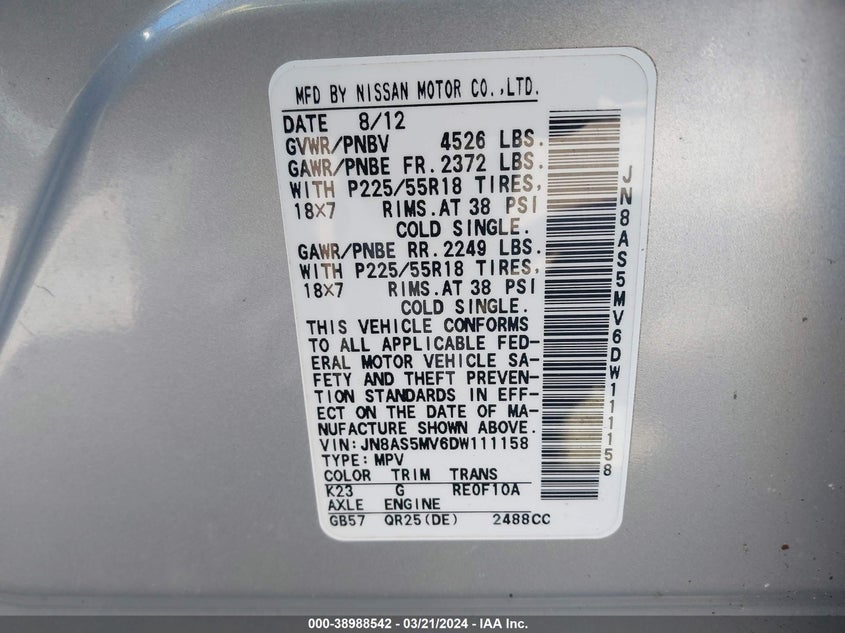 MFD BY NISSAN MOTOR CO.,LTD.
DATE 8/12
GVWR/PNBV 4526 LBS.
GAWR/PNBE FR. 2372 LBS.
WITH P225/55R18 TIRES,
18X7 RIMS.AT 38 PSI
COLD SINGLE.
GAWR/PNBE RR. 2249 LBS.
WITH P225/55R18 TIRES,
18X7 RIMS.AT 38 PSI
COLD SINGLE.
THIS VEHICLE CONFORMS
TO ALL APPLICABLE FED-
ERAL MOTOR VEHICLE SA-
FETY AND THEFT PREVEN-
TION STANDARDS IN EFF-
ECT ON THE DATE OF MA-
NUFACTURE SHOWN ABOVE.
VIN:JN8AS5MV6DW111158
TYPE:MPV
COLOR TRIM TRANS
K23 G RE0F10A
AXLE ENGINE
GB57 QR25(DE) 2488CC
JN8AS5MV6DW111158
000-38988542 - 03/21/2024 - IAA Inc.